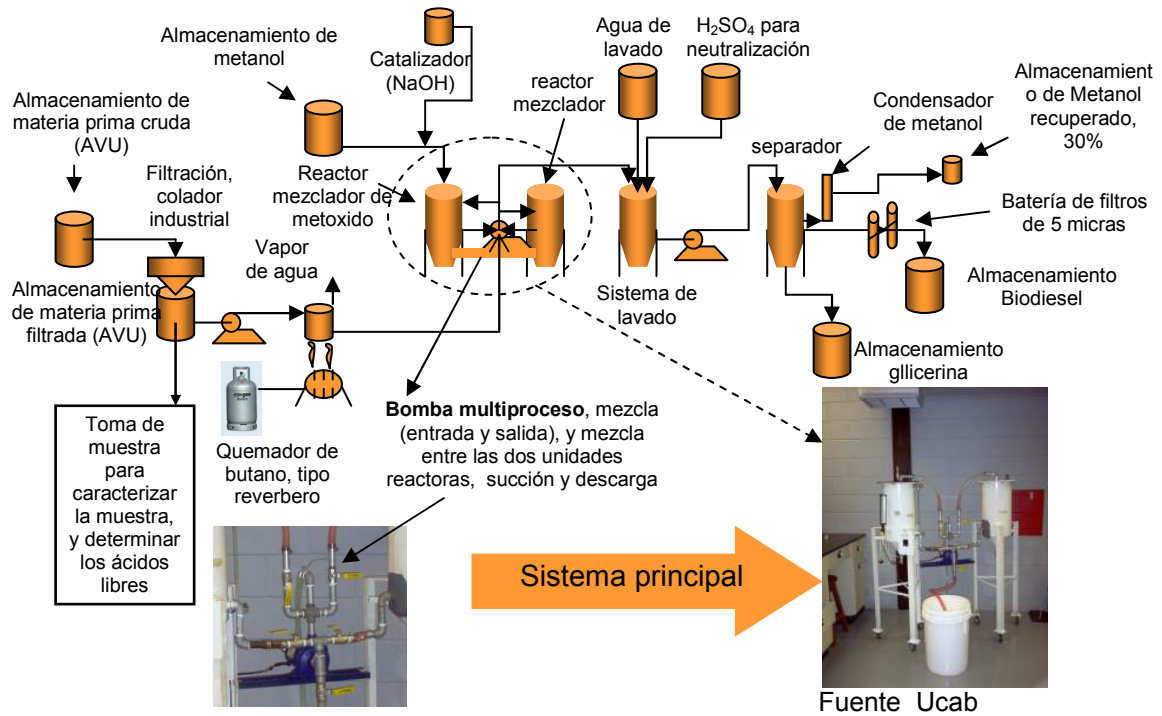 Almacenamiento de
metanol
Catalizador
(NaOH)
reactor
mezclador
Agua de
lavado
H₂SO₄ para
neutralización
Condensador
de metanol
Almacenamient
o de Metanol
recuperado,
30%
Almacenamiento de
materia prima cruda
(AVU)
Filtración,
colador
industrial
Reactor
mezclador de
metoxido
separador
Vapor
de agua
Batería de filtros
de 5 micras
Almacenamiento
de materia prima
filtrada (AVU)
Sistema de
lavado
Almacenamiento
Biodiesel
Almacenamiento
gllicerina
Toma de
muestra
para
caracterizar
la muestra,
y determinar
los ácidos
libres
Quemador de
butano, tipo
reverbero
Bomba multiproceso, mezcla
(entrada y salida), y mezcla
entre las dos unidades
reactoras, succión y descarga
Sistema principal
Fuente Ucab